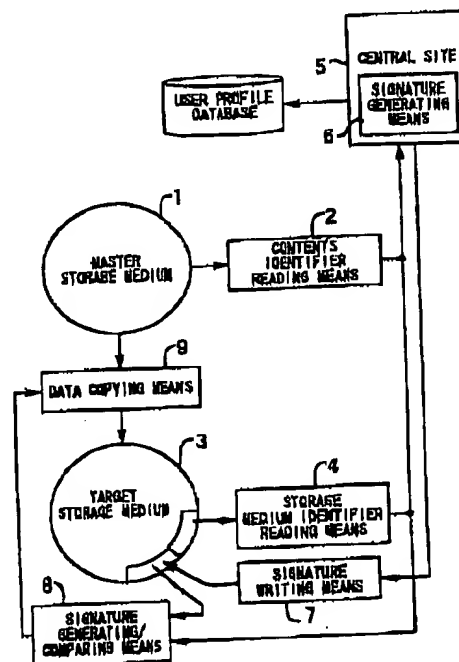 5
CENTRAL SITE
SIGNATURE
GENERATING
MEANS
6
USER PROFILE
DATABASE
1
MASTER
STORAGE MEDIUM
2
CONTENTS
IDENTIFIER
READING MEANS
9
DATA COPYING MEANS
3
TARGET
STORAGE MEDIUM
4
STORAGE
MEDIUM IDENTIFIER
READING MEANS
SIGNATURE
WRITING MEANS
7
8
SIGNATURE
GENERATING/
COMPARING MEANS